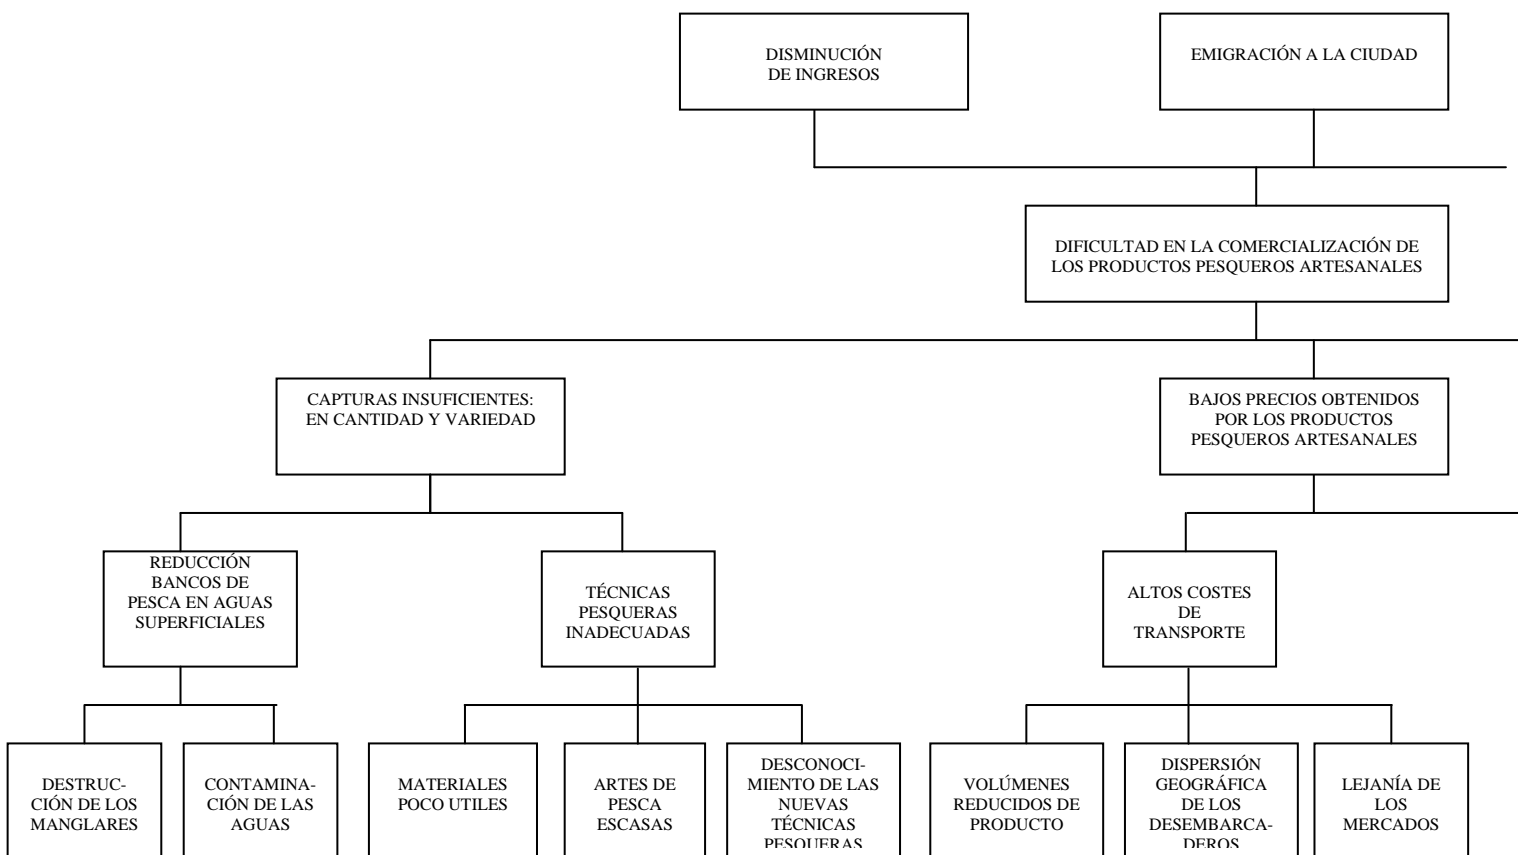 DISMINUCIÓN
DE INGRESOS
EMIGRACIÓN A LA CIUDAD
DIFICULTAD EN LA COMERCIALIZACIÓN DE
LOS PRODUCTOS PESQUEROS ARTESANALES
CAPTURAS INSUFICIENTES:
EN CANTIDAD Y VARIEDAD
BAJOS PRECIOS OBTENIDOS
POR LOS PRODUCTOS
PESQUEROS ARTESANALES
REDUCCIÓN
BANCOS DE
PESCA EN AGUAS
SUPERFICIALES
TÉCNICAS
PESQUERAS
INADECUADAS
ALTOS COSTES
DE
TRANSPORTE
DESTRUC-
CIÓN DE LOS
MANGLARES
CONTAMINA-
CIÓN DE LAS
AGUAS
MATERIALES
POCO UTILES
ARTES DE
PESCA
ESCASAS
DESCONOCI-
MIENTO DE LAS
NUEVAS
TÉCNICAS
PESQUERAS
VOLÚMENES
REDUCIDOS DE
PRODUCTO
DISPERSIÓN
GEOGRÁFICA
DE LOS
DESEMBARCA-
DEROS
LEJANÍA DE
LOS
MERCADOS